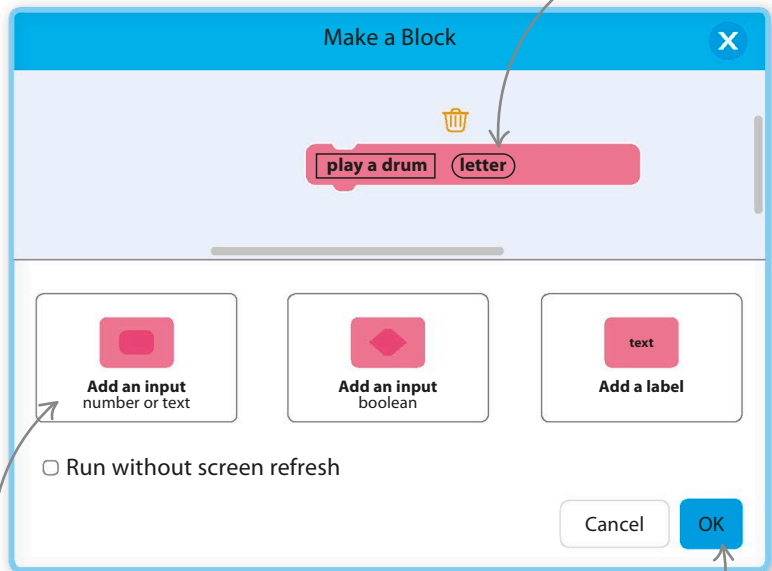 Make a Block
X
play a drum letter
text
Add an input
number or text
Add an input
boolean
Add a label
Run without screen refresh
Cancel
OK